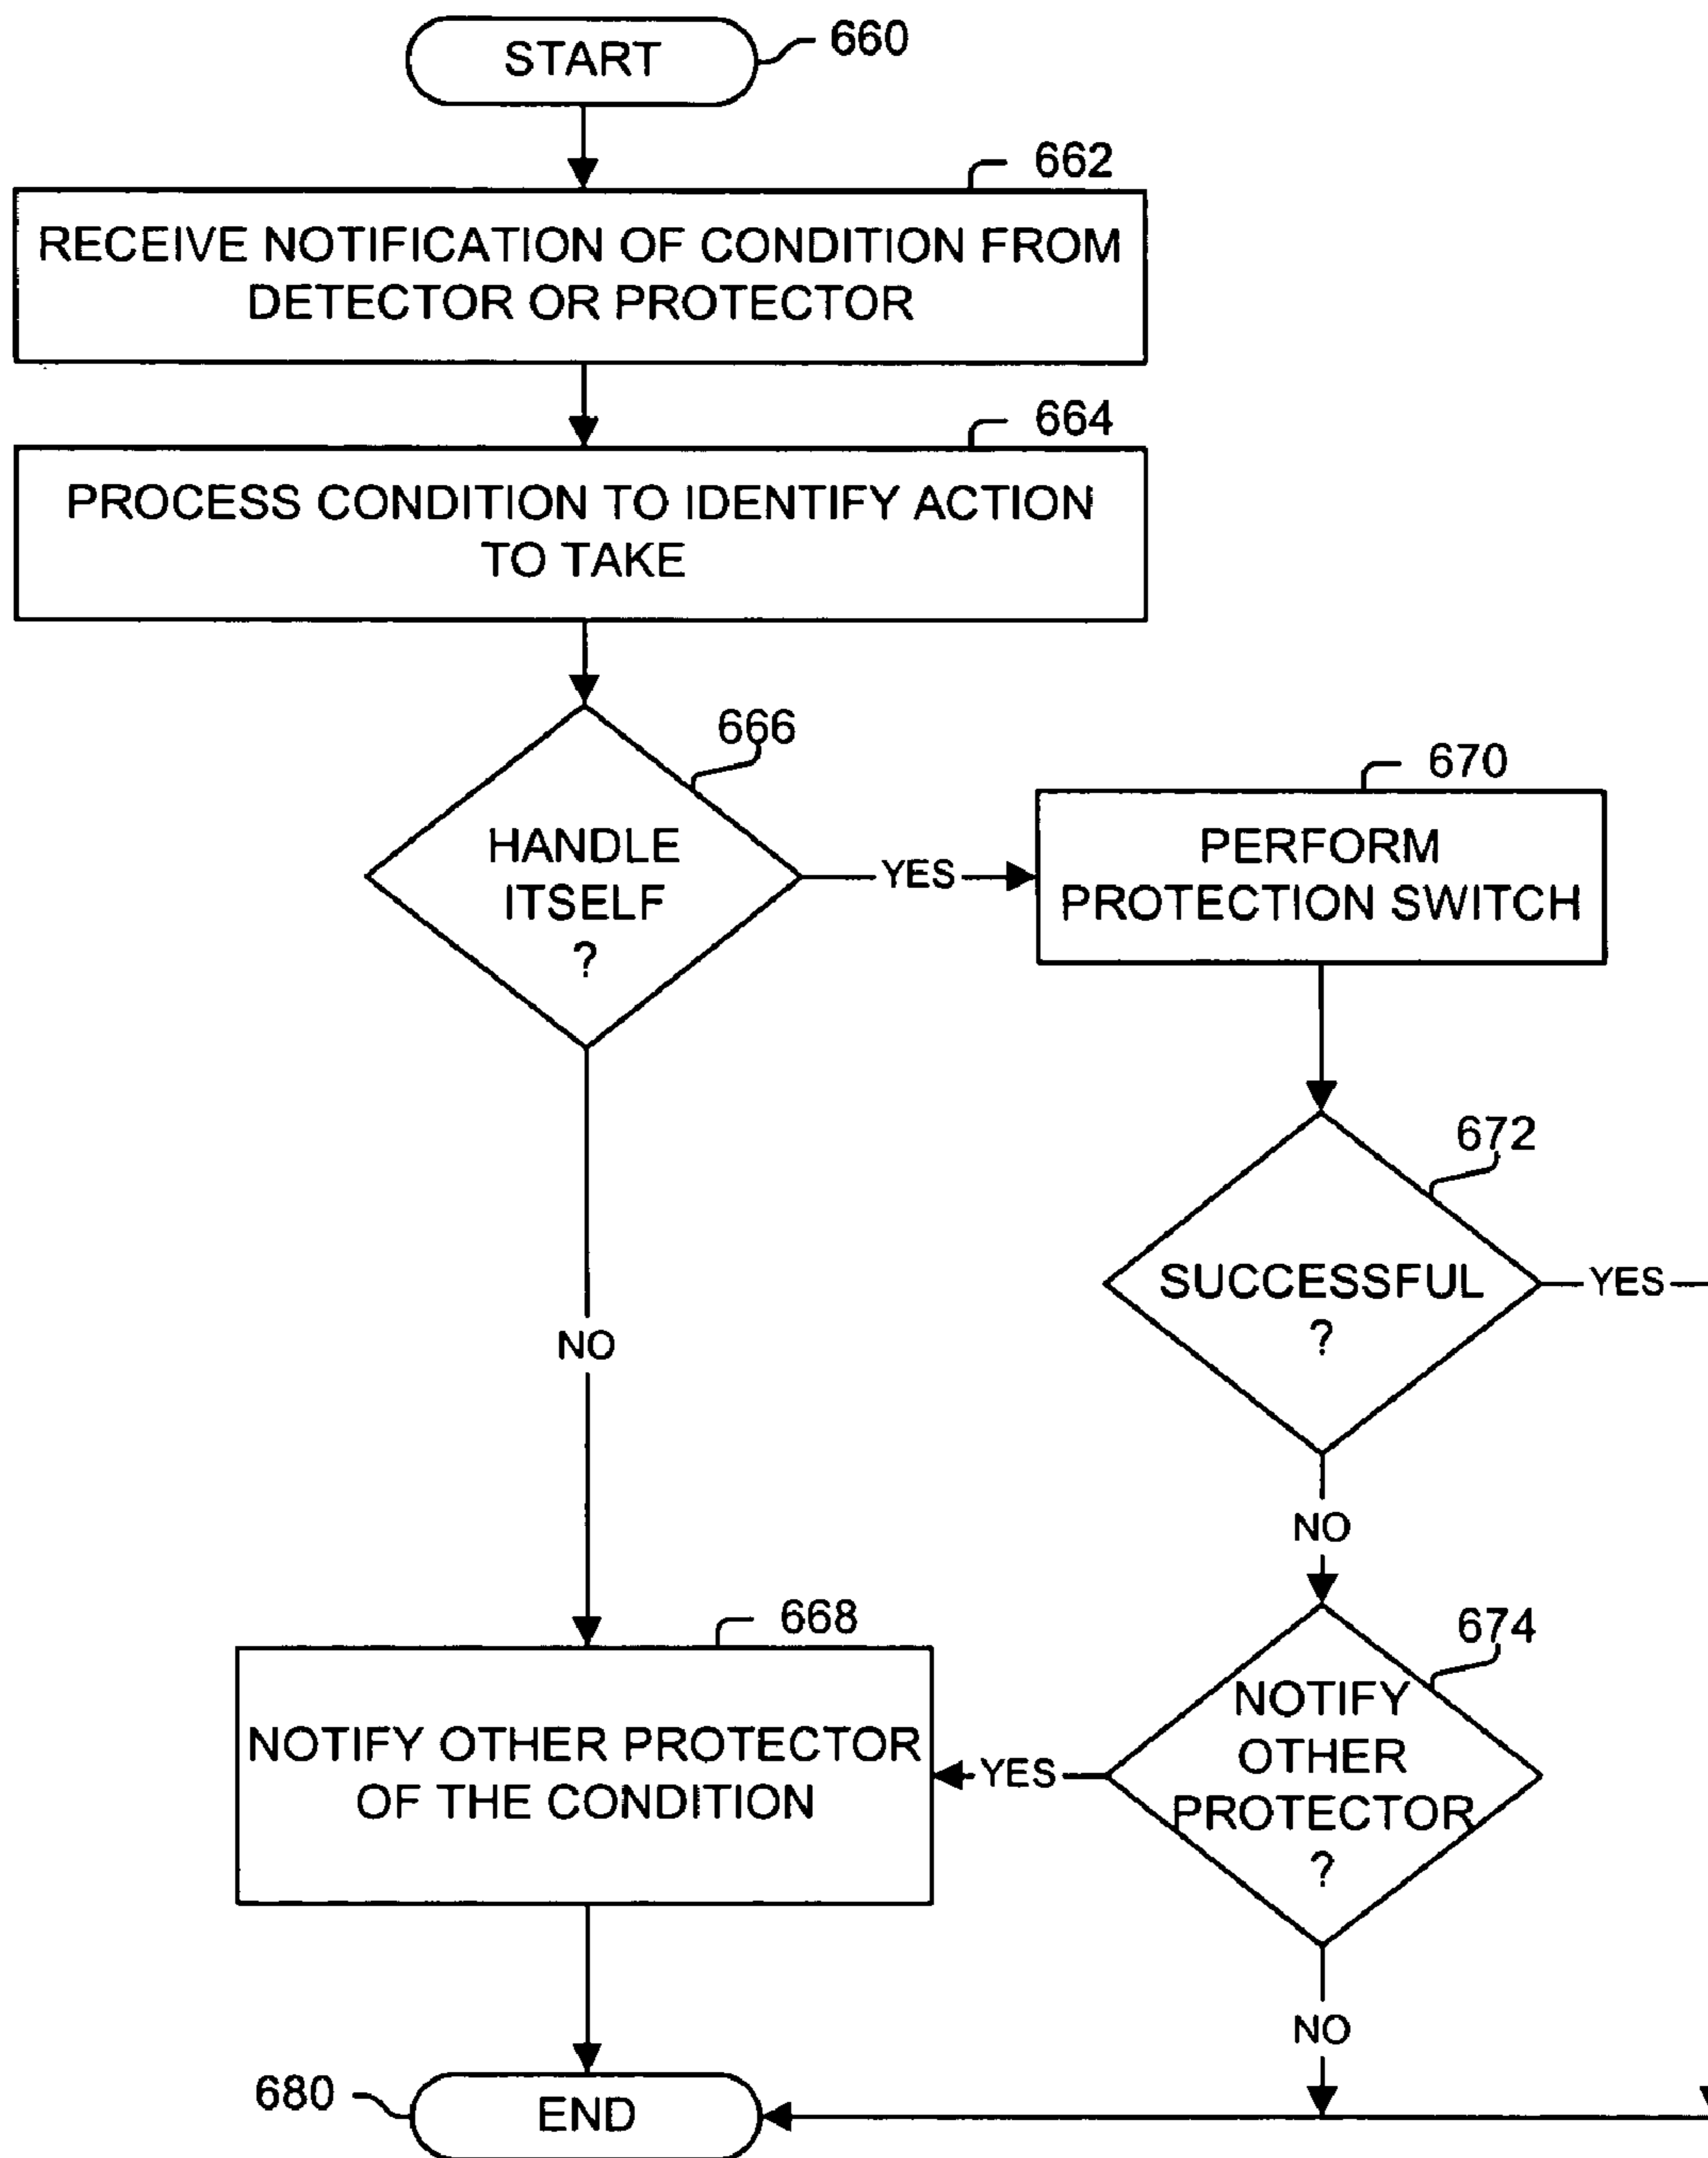 START
660
662
RECEIVE NOTIFICATION OF CONDITION FROM
DETECTOR OR PROTECTOR
664
PROCESS CONDITION TO IDENTIFY ACTION
TO TAKE
666
HANDLE
ITSELF
?
YES
670
PERFORM
PROTECTION SWITCH
672
SUCCESSFUL
?
YES
NO
NO
668
NOTIFY OTHER PROTECTOR
OF THE CONDITION
674
NOTIFY
OTHER
PROTECTOR
?
YES
NO
680
END